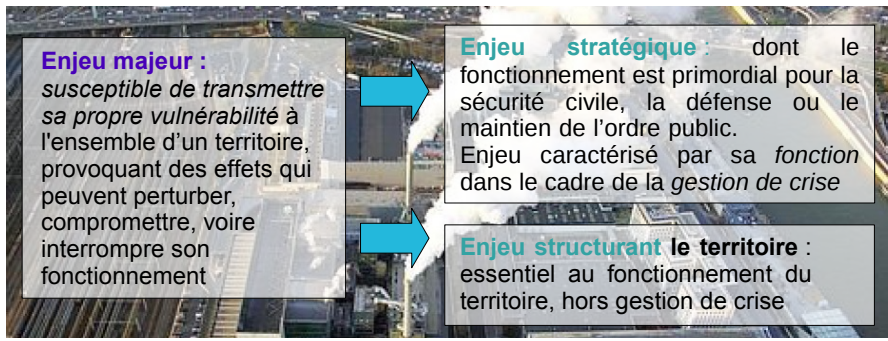 Enjeu majeur :
susceptible de transmettre
sa propre vulnérabilité à
l'ensemble d’un territoire,
provoquant des effets qui
peuvent perturber,
compromettre, voire
interrompre son
fonctionnement
Enjeu stratégique : dont le
fonctionnement est primordial pour la
sécurité civile, la défense ou le
maintien de l’ordre public.
Enjeu caractérisé par sa fonction
dans le cadre de la gestion de crise
Enjeu structurant le territoire :
essentiel au fonctionnement du
territoire, hors gestion de crise